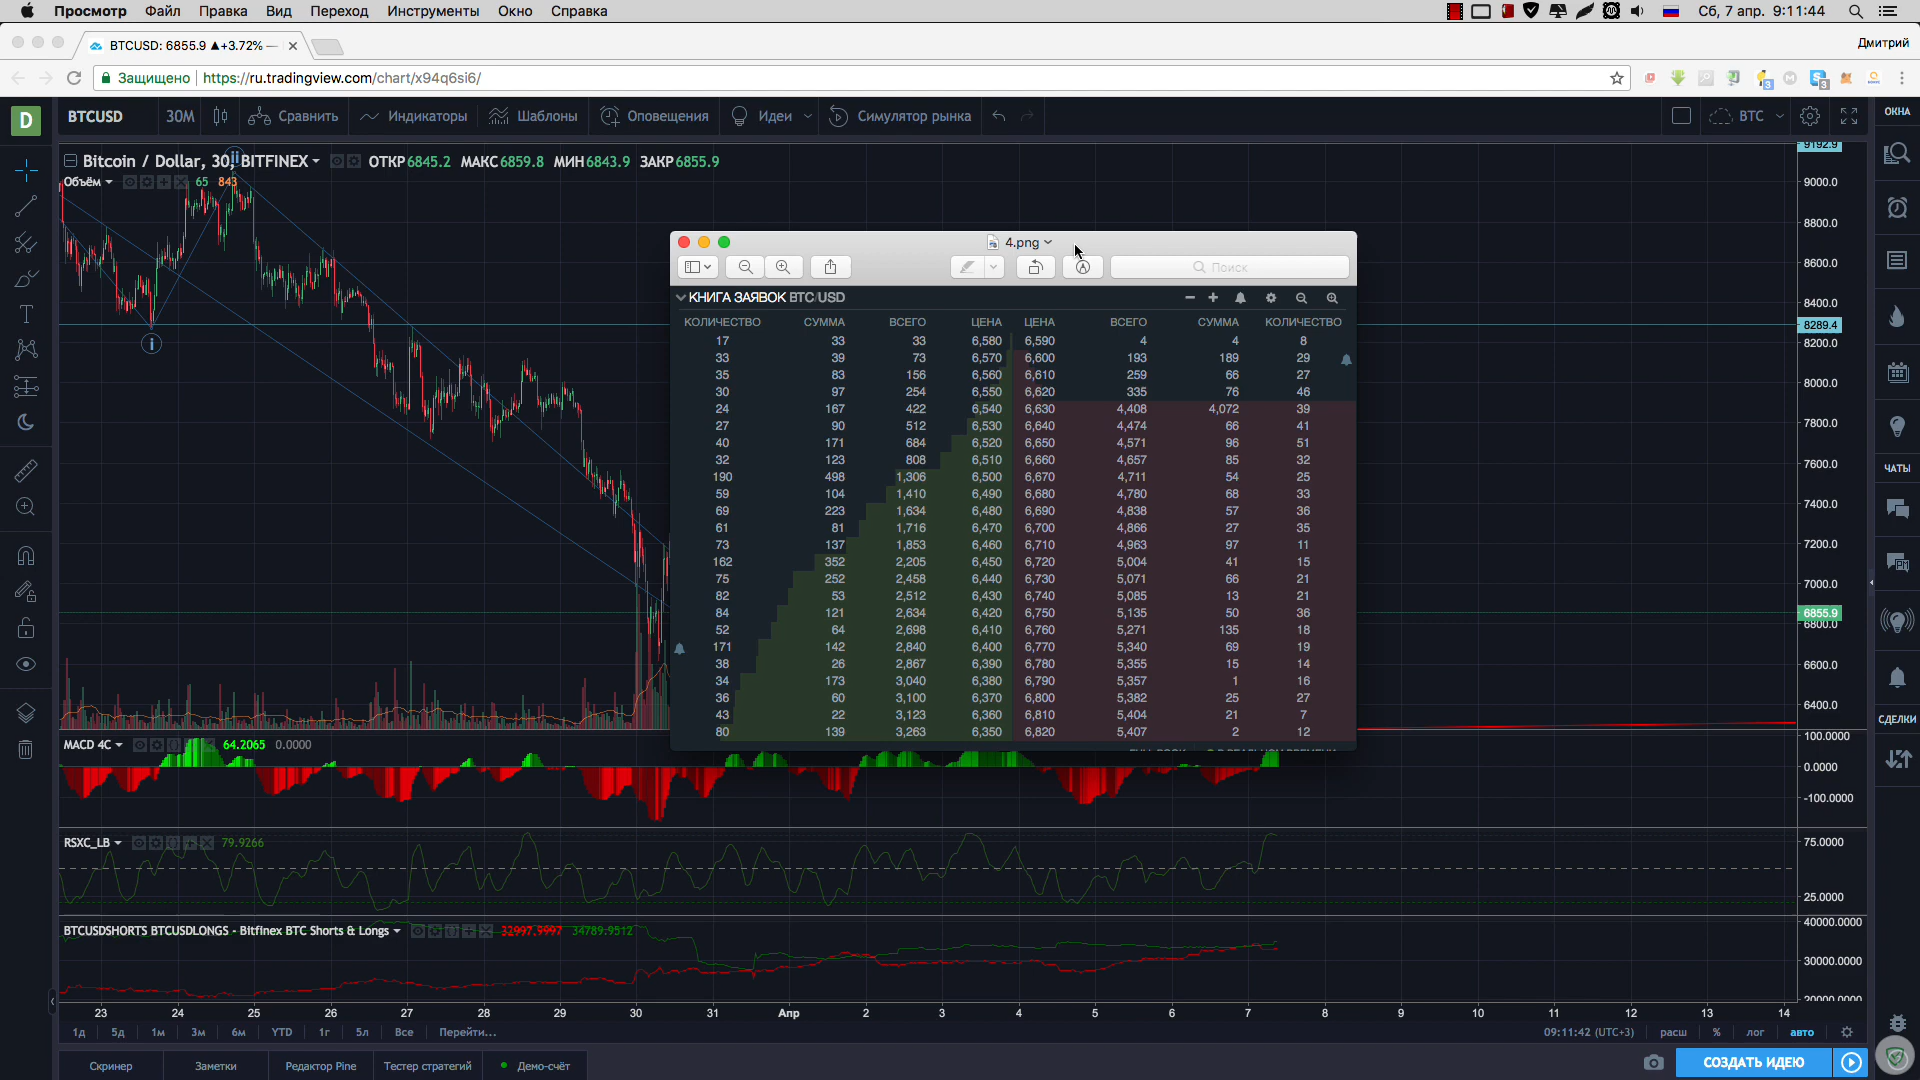 Просмотр Файл Правка Вид Переход Инструменты Окно Справка Сб, 7 апр. 9:11:44
BTCUSD: 6855.9 ▲+3.72% — Дмитрий
Защищено https://ru.tradingview.com/chart/x94q6si6/
D BTCUSD 30М Сравнить Индикаторы Шаблоны Оповещения Идеи Симулятор рынка BTC ОКНА
Bitcoin / Dollar, 30, BITFINEX ОТКР 6845.2 МАКС 6859.8 МИН 6843.9 ЗАКР 6855.9
Объём 65 843
9192.9
9000.0
8800.0
8600.0
8400.0
8289.4
8200.0
8000.0
7800.0
7600.0
7400.0
7200.0
7000.0
6855.9
6800.0
6600.0
6400.0
4.png
Поиск
КНИГА ЗАЯВОК BTC/USD
КОЛИЧЕСТВО СУММА ВСЕГО ЦЕНА ЦЕНА ВСЕГО СУММА КОЛИЧЕСТВО
17 33 33 6,580 6,590 4 4 8
33 39 73 6,570 6,600 193 189 29
35 83 156 6,560 6,610 259 66 27
30 97 254 6,550 6,620 335 76 46
24 167 422 6,540 6,630 4,408 4,072 39
27 90 512 6,530 6,640 4,474 66 41
40 171 684 6,520 6,650 4,571 96 51
32 123 808 6,510 6,660 4,657 85 32
190 498 1,306 6,500 6,670 4,711 54 25
59 104 1,410 6,490 6,680 4,780 68 33
69 223 1,634 6,480 6,690 4,838 57 36
61 81 1,716 6,470 6,700 4,866 27 35
73 137 1,853 6,460 6,710 4,963 97 11
162 352 2,205 6,450 6,720 5,004 41 15
75 252 2,458 6,440 6,730 5,071 66 21
82 53 2,512 6,430 6,740 5,085 13 21
84 121 2,634 6,420 6,750 5,135 50 36
52 64 2,698 6,410 6,760 5,271 135 18
171 142 2,840 6,400 6,770 5,340 69 19
38 26 2,867 6,390 6,780 5,355 15 14
34 173 3,040 6,380 6,790 5,357 1 16
36 60 3,100 6,370 6,800 5,382 25 27
43 22 3,123 6,360 6,810 5,404 21 7
80 139 3,263 6,350 6,820 5,407 2 12
ЧАТЫ
СДЕЛКИ
MACD 4C 64.2065 0.0000
100.0000
0.0000
-100.0000
RSXC_LB 79.9266
75.0000
25.0000
BTCUSDSHORTS BTCUSDLONGS - Bitfinex BTC Shorts & Longs 32997.9997 34789.9512
40000.0000
30000.0000
20000.0000
23 24 25 26 27 28 29 30 31 Апр 2 3 4 5 6 7 8 9 10 11 12 13 14
1д 5д 1м 3м 6м YTD 1г 5л Все Перейти... 09:11:42 (UTC+3) расш % лог авто
Скринер Заметки Редактор Pine Тестер стратегий Демо-счёт СОЗДАТЬ ИДЕЮ